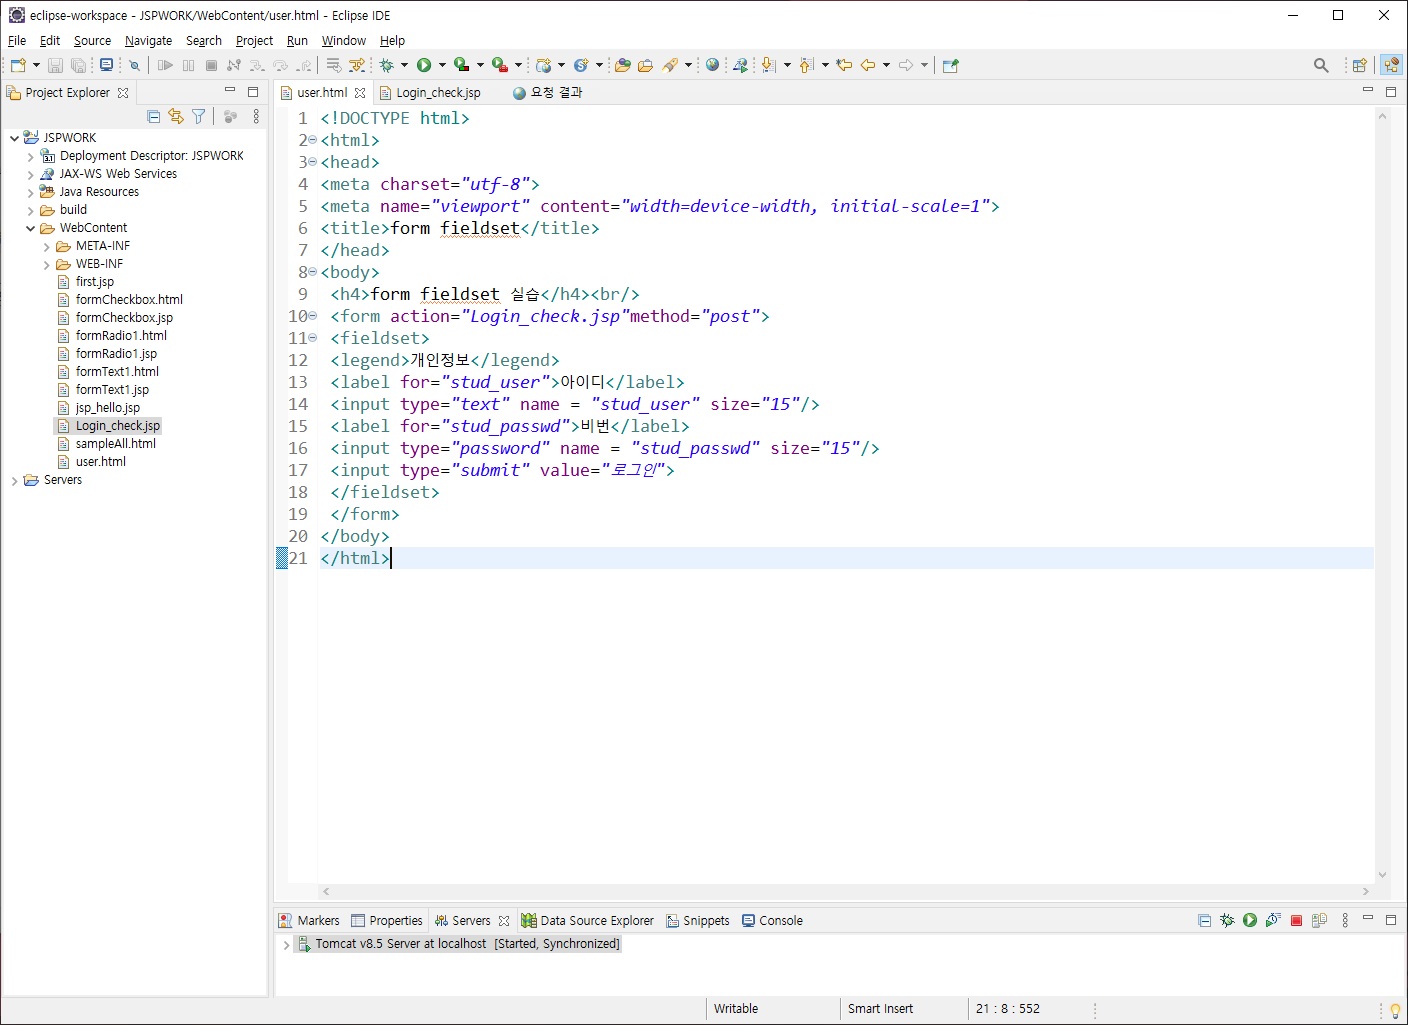 eclipse-workspace - JSPWORK/WebContent/user.html - Eclipse IDE
File Edit Source Navigate Search Project Run Window Help
Project Explorer
JSPWORK
Deployment Descriptor: JSPWORK
JAX-WS Web Services
Java Resources
build
WebContent
META-INF
WEB-INF
first.jsp
formCheckbox.html
formCheckbox.jsp
formRadio1.html
formRadio1.jsp
formText1.html
formText1.jsp
jsp_hello.jsp
Login_check.jsp
sampleAll.html
user.html
Servers
user.html Login_check.jsp 요청 결과
1 <!DOCTYPE html>
2 <html>
3 <head>
4 <meta charset="utf-8">
5 <meta name="viewport" content="width=device-width, initial-scale=1">
6 <title>form fieldset</title>
7 </head>
8 <body>
9 <h4>form fieldset 실습</h4><br/>
10 <form action="Login_check.jsp"method="post">
11 <fieldset>
12 <legend>개인정보</legend>
13 <label for="stud_user">아이디</label>
14 <input type="text" name = "stud_user" size="15"/>
15 <label for="stud_passwd">비번</label>
16 <input type="password" name = "stud_passwd" size="15"/>
17 <input type="submit" value="로그인">
18 </fieldset>
19 </form>
20 </body>
21 </html>
Markers Properties Servers Data Source Explorer Snippets Console
Tomcat v8.5 Server at localhost [Started, Synchronized]
Writable Smart Insert 21 : 8 : 552